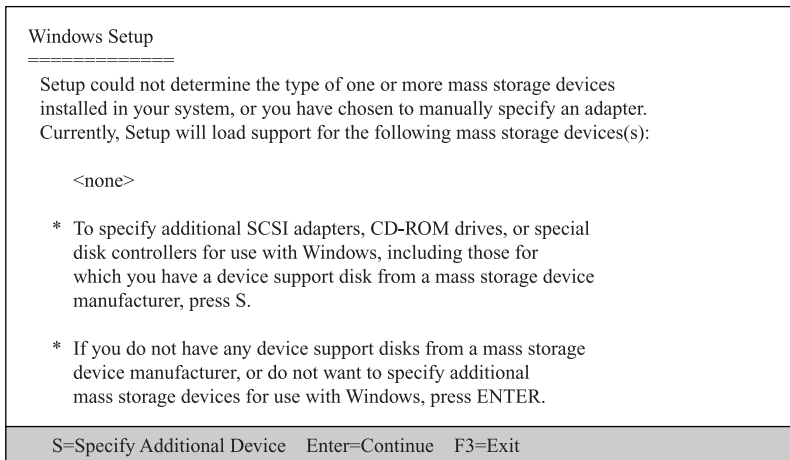 Windows Setup
=============
Setup could not determine the type of one or more mass storage devices
installed in your system, or you have chosen to manually specify an adapter.
Currently, Setup will load support for the following mass storage devices(s):
<none>
* To specify additional SCSI adapters, CD-ROM drives, or special
disk controllers for use with Windows, including those for
which you have a device support disk from a mass storage device
manufacturer, press S.
* If you do not have any device support disks from a mass storage
device manufacturer, or do not want to specify additional
mass storage devices for use with Windows, press ENTER.
S=Specify Additional Device Enter=Continue F3=Exit